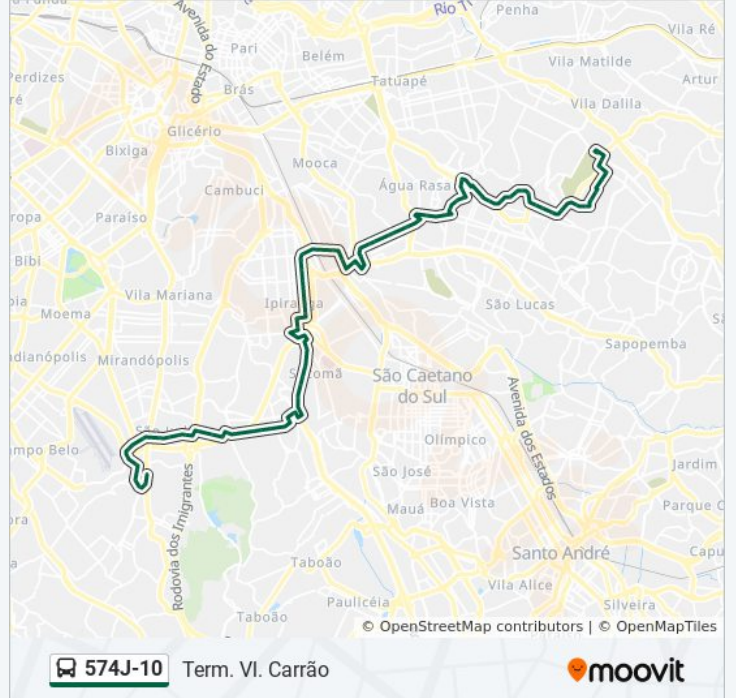 Penha
Vila Ré
Avenida do Estado
Pari
Belém
Vila Matilde
Perdizes
Tatuapé
Artur
Brás
Vila Dalila
Glicério
Bixiga
Mooca
Água Rasa
Cambuci
Paraíso
Bibi
Vila Mariana
Ipiranga
São Lucas
Moema
Sapopemba
Mirandópolis
São Caetano
do Sul
Avenida dos Estados
Olímpico
Jardim
São José
Rodovia dos Imigrantes
Mauá
Boa Vista
Parque C
Santo André
Capu
Taboão
Vila Alice
Paulicéia
Silveira
Taboão
© OpenStreetMap contributors | © OpenMapTiles
574J-10 Term. Vl. Carrão
moovit